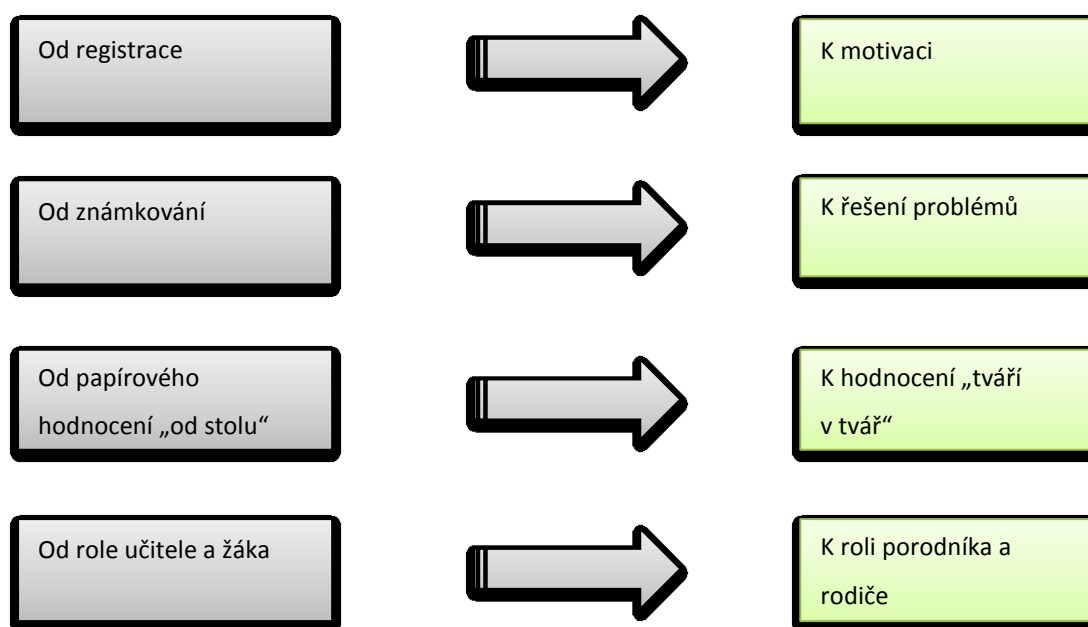 Od registrace
K motivaci
Od známkování
K řešení problémů
Od papírového
hodnocení „od stolu“
K hodnocení „tváří
v tvář“
Od role učitele a žáka
K roli porodníka a
rodiče